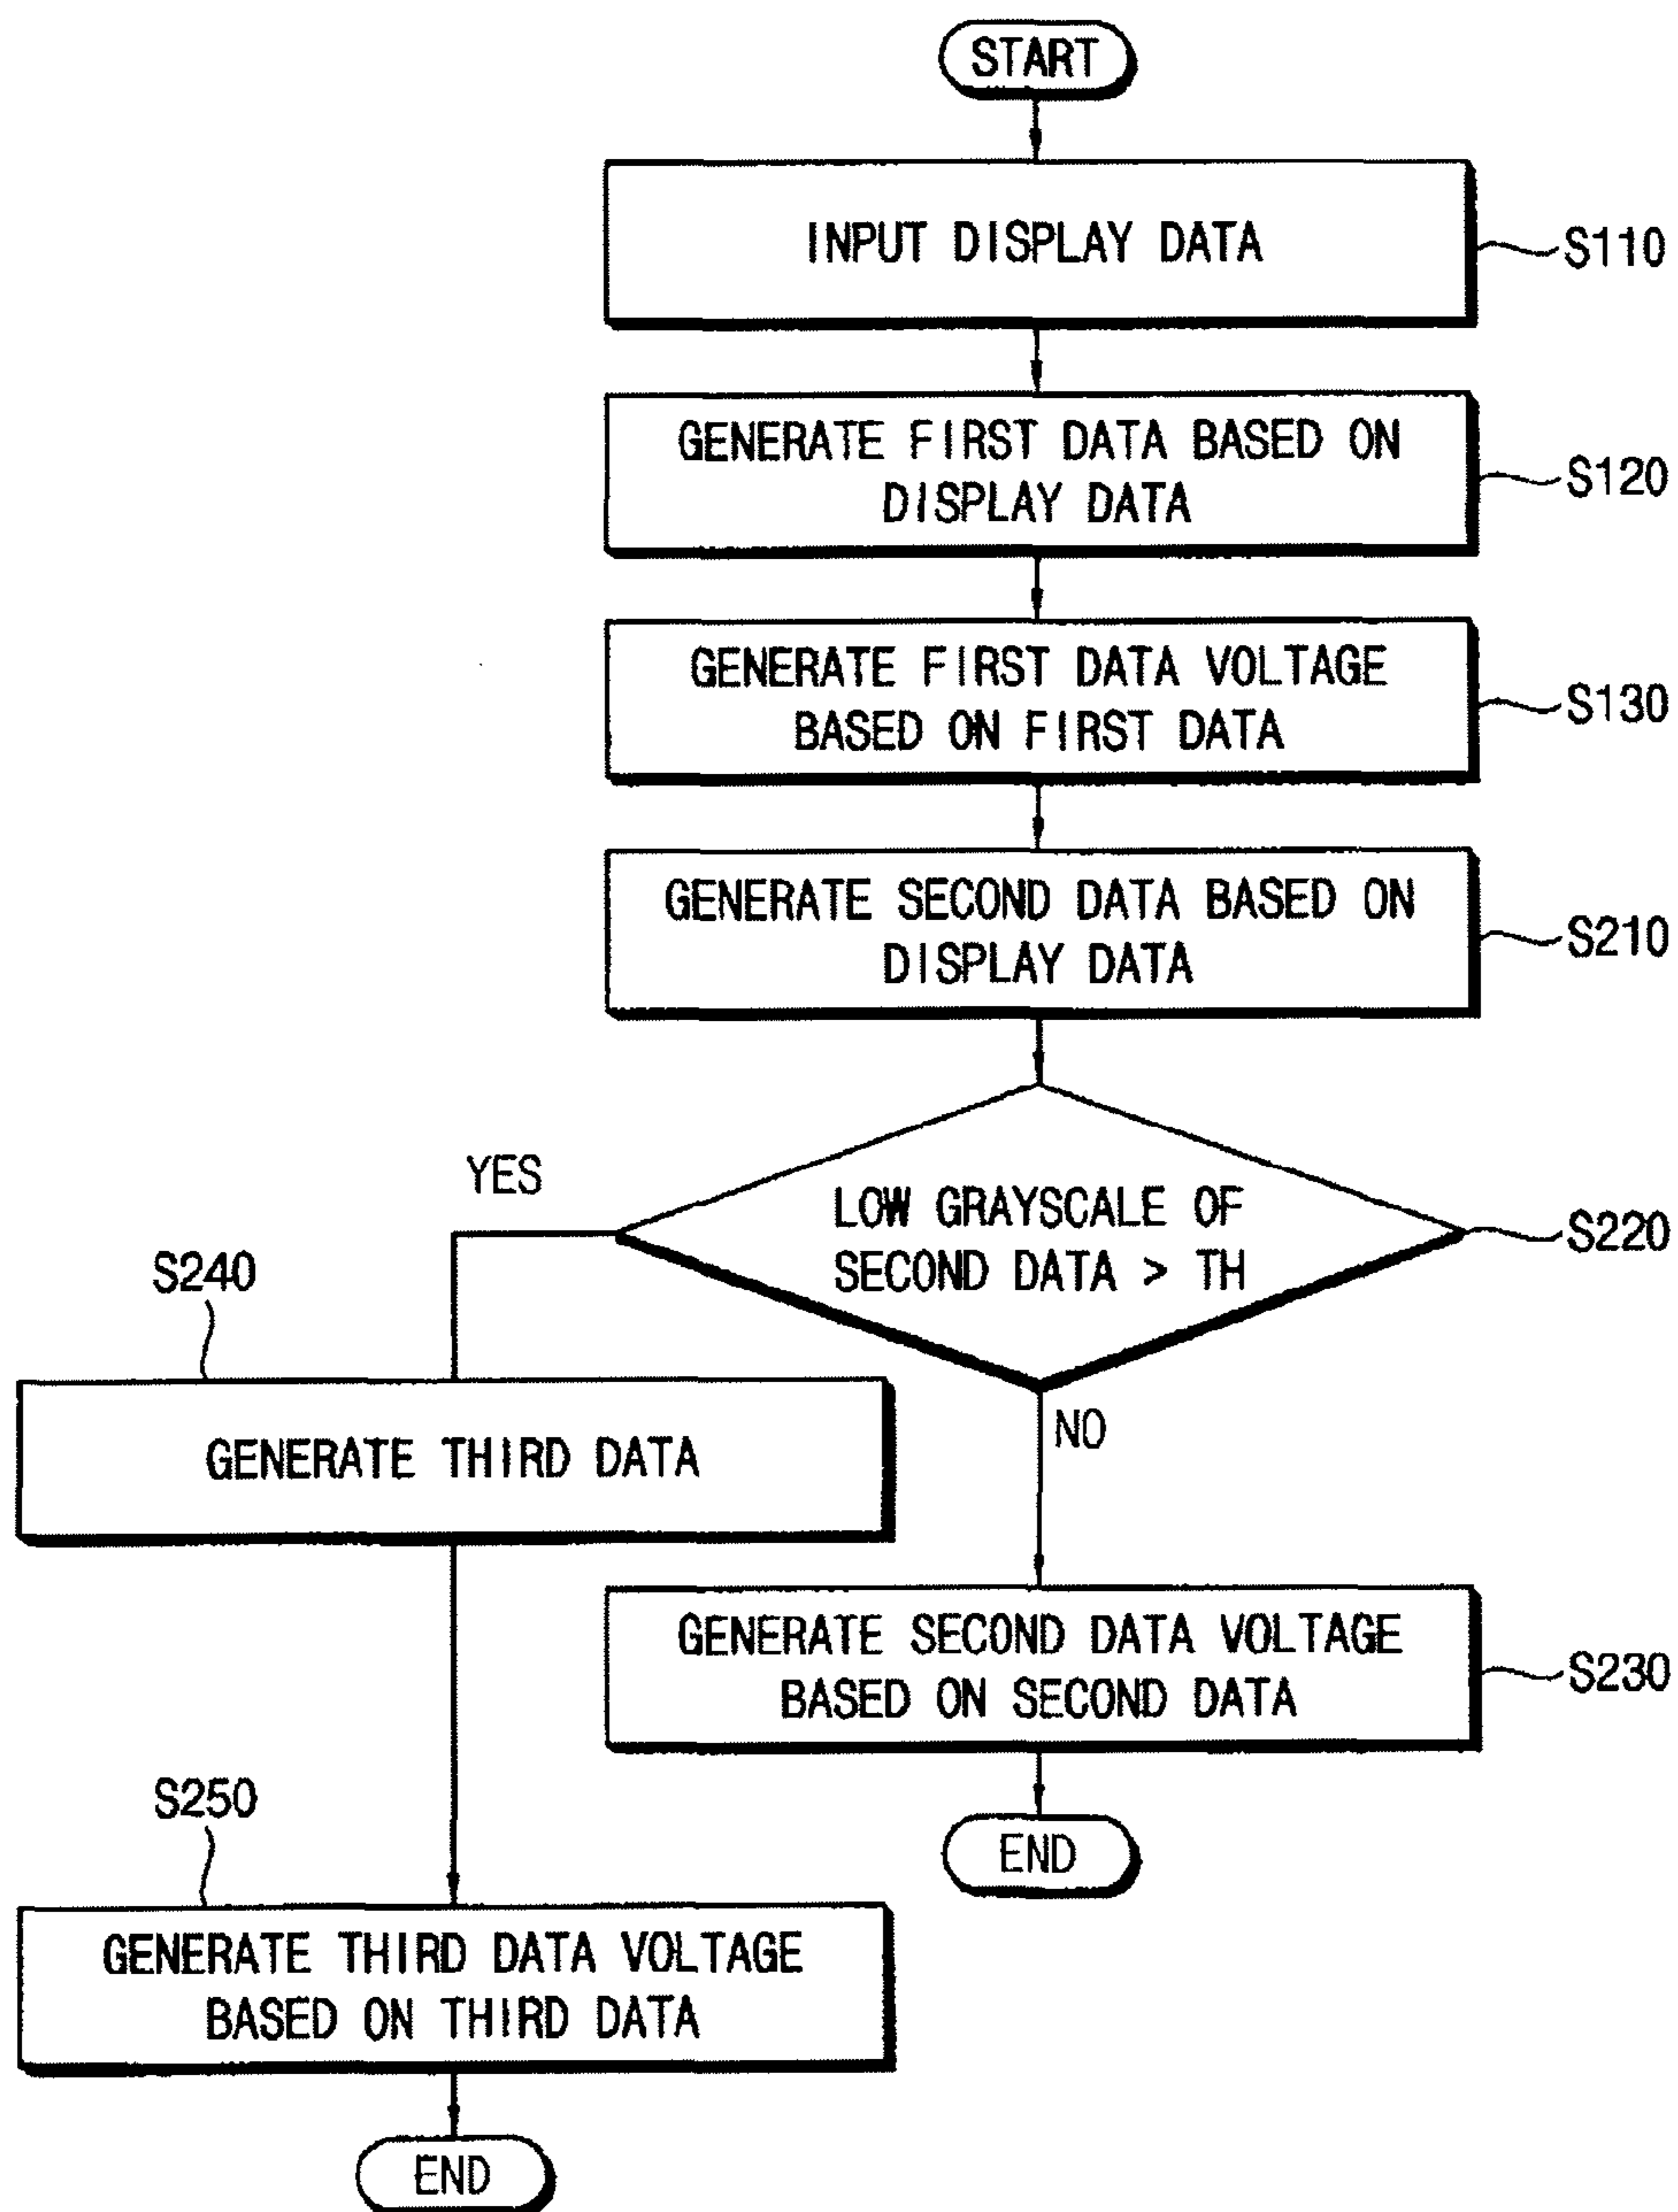 START
INPUT DISPLAY DATA
S110
GENERATE FIRST DATA BASED ON
DISPLAY DATA
S120
GENERATE FIRST DATA VOLTAGE
BASED ON FIRST DATA
S130
GENERATE SECOND DATA BASED ON
DISPLAY DATA
S210
YES
LOW GRAYSCALE OF
SECOND DATA > TH
S220
S240
GENERATE THIRD DATA
NO
GENERATE SECOND DATA VOLTAGE
BASED ON SECOND DATA
S230
END
S250
GENERATE THIRD DATA VOLTAGE
BASED ON THIRD DATA
END